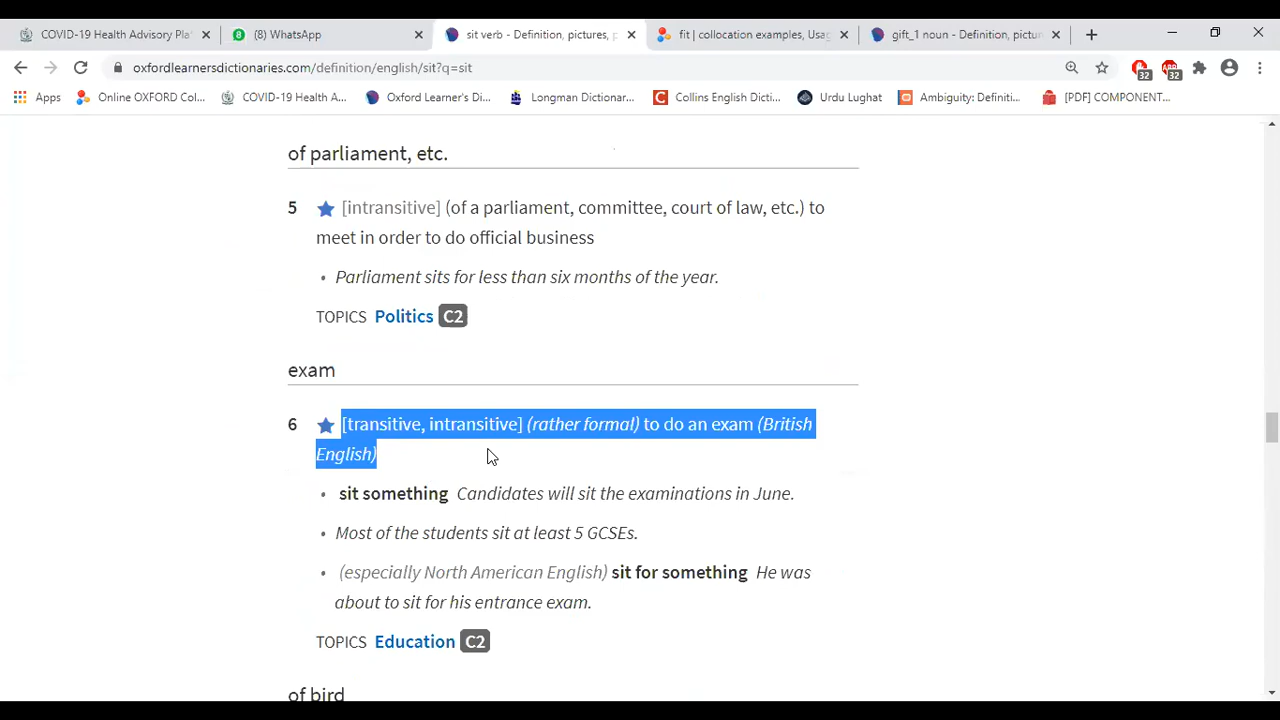 COVID-19 Health Advisory Pla
(8) WhatsApp
sit verb - Definition, pictures, p
fit | collocation examples, Usag
gift_1 noun - Definition, pictur
oxfordlearnersdictionaries.com/definition/english/sit?q=sit
32
32
Apps
Online OXFORD Col...
COVID-19 Health A...
Oxford Learner's Di...
Longman Dictionar...
Collins English Dicti...
Urdu Lughat
Ambiguity: Definiti...
[PDF] COMPONENT...
of parliament, etc.
5 [intransitive] (of a parliament, committee, court of law, etc.) to
meet in order to do official business
• Parliament sits for less than six months of the year.
TOPICS Politics C2
exam
6 [transitive, intransitive] (rather formal) to do an exam (British
English)
• sit something Candidates will sit the examinations in June.
• Most of the students sit at least 5 GCSEs.
• (especially North American English) sit for something He was
about to sit for his entrance exam.
TOPICS Education C2
of bird